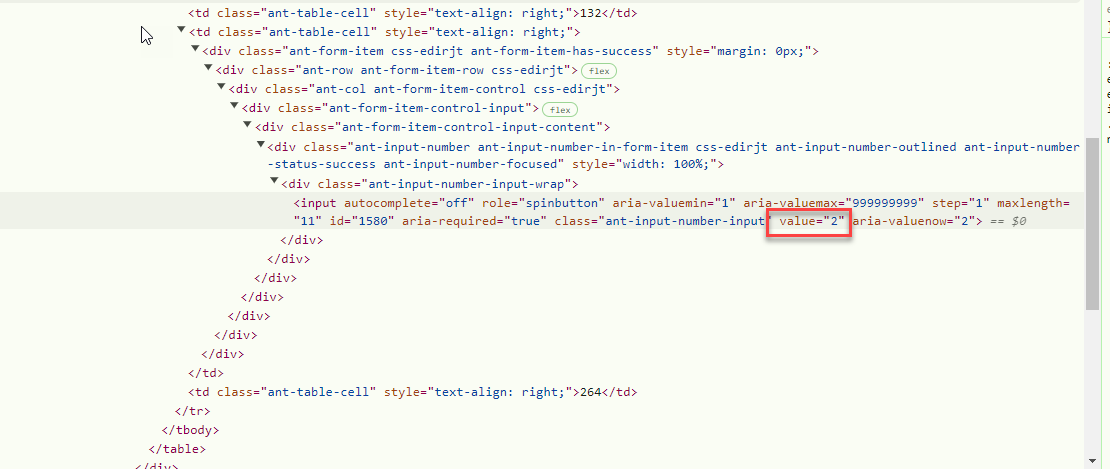 <td class="ant-table-cell" style="text-align: right;">132</td>
<td class="ant-table-cell" style="text-align: right;">
<div class="ant-form-item css-edirjt ant-form-item-has-success" style="margin: 0px;">
<div class="ant-row ant-form-item-row css-edirjt"> flex
<div class="ant-col ant-form-item-control css-edirjt">
<div class="ant-form-item-control-input"> flex
<div class="ant-form-item-control-input-content">
<div class="ant-input-number ant-input-number-in-form-item css-edirjt ant-input-number-outlined ant-input-number
-status-success ant-input-number-focused" style="width: 100%;">
<div class="ant-input-number-input-wrap">
<input autocomplete="off" role="spinbutton" aria-valuemin="1" aria-valuemax="999999999" step="1" maxlength=
"11" id="1580" aria-required="true" class="ant-input-number-input" value="2" aria-valuenow="2"> == $0
</div>
</div>
</div>
</div>
</div>
</div>
</div>
</td>
<td class="ant-table-cell" style="text-align: right;">264</td>
</tr>
</tbody>
</table>
</div>